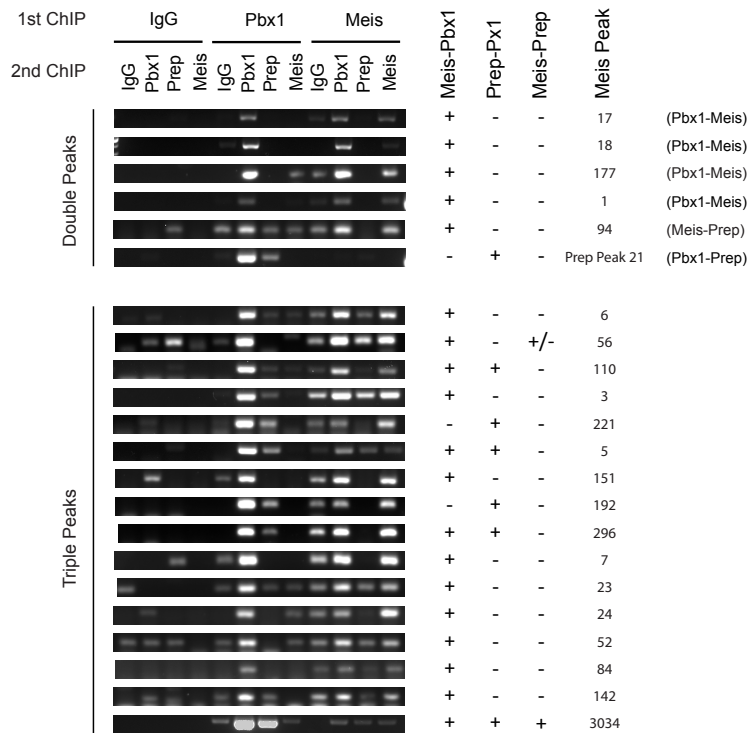 1st ChIP IgG Pbx1 Meis
2nd ChIP IgG Pbx1 Prep Meis IgG Pbx1 Prep Meis IgG Pbx1 Prep Meis Meis-Pbx1 Prep-Px1 Meis-Prep Meis Peak
Double Peaks
+ - - 17 (Pbx1-Meis)
+ - - 18 (Pbx1-Meis)
+ - - 177 (Pbx1-Meis)
+ - - 1 (Pbx1-Meis)
+ - - 94 (Meis-Prep)
- + - Prep Peak 21 (Pbx1-Prep)
Triple Peaks
+ - - 6
+ - +/- 56
+ + - 110
+ - - 3
- + - 221
+ + - 5
+ - - 151
- + - 192
+ + - 296
+ - - 7
+ - - 23
+ - - 24
+ - - 52
+ - - 84
+ - - 142
+ + + 3034